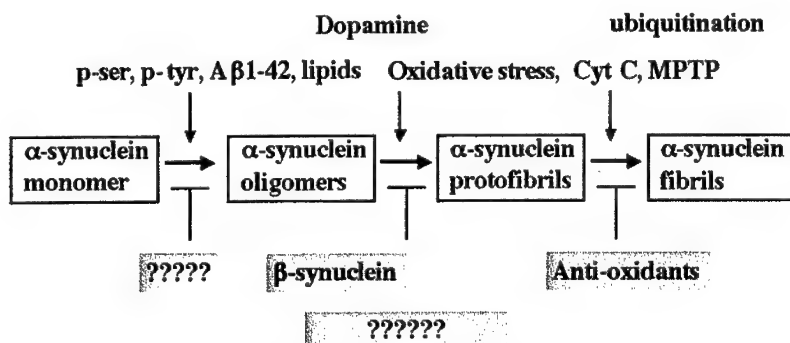 Dopamine ubiquitination
p-ser, p-tyr, Aβ1-42, lipids Oxidative stress, Cyt C, MPTP
α-synuclein α-synuclein α-synuclein α-synuclein
monomer oligomers protofibrils fibrils
????? β-synuclein Anti-oxidants
??????